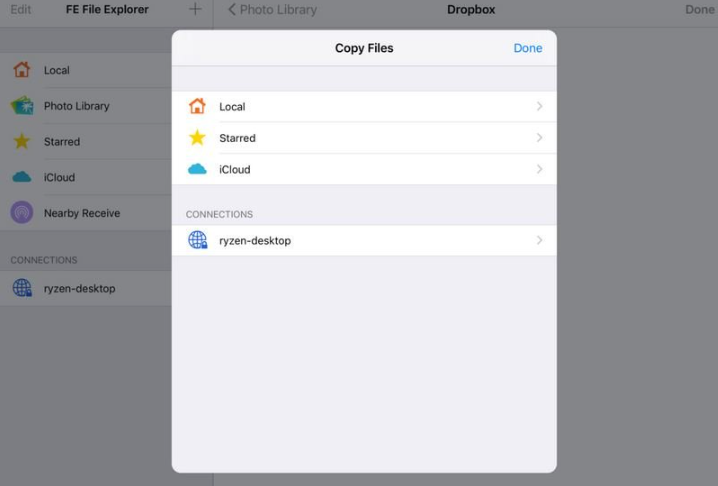 Edit FE File Explorer + Photo Library Dropbox Done
Copy Files Done
Local
Photo Library
Starred
iCloud
Nearby Receive
CONNECTIONS
ryzen-desktop
Local
Starred
iCloud
CONNECTIONS
ryzen-desktop